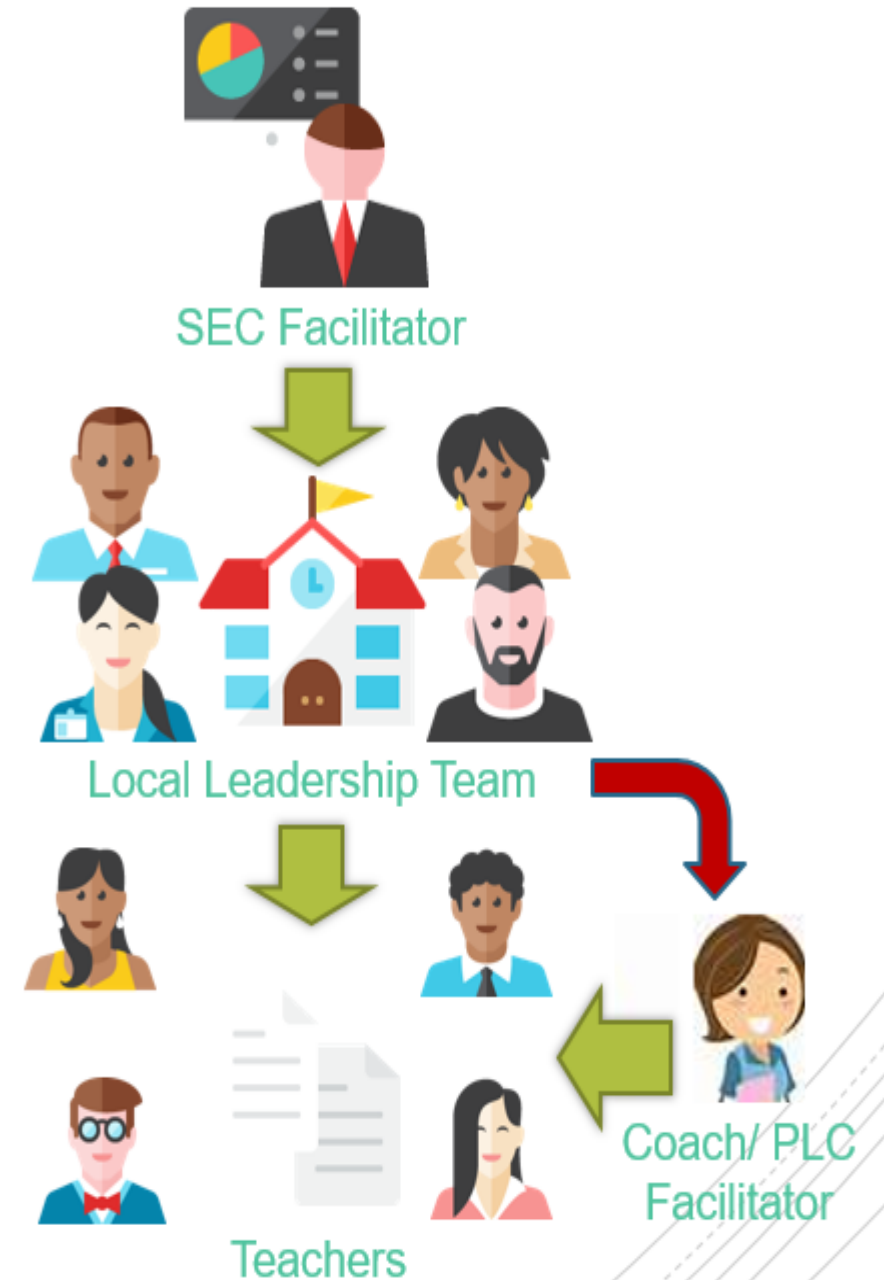 SEC Facilitator
Local Leadership Team
Coach/ PLC
Facilitator
Teachers